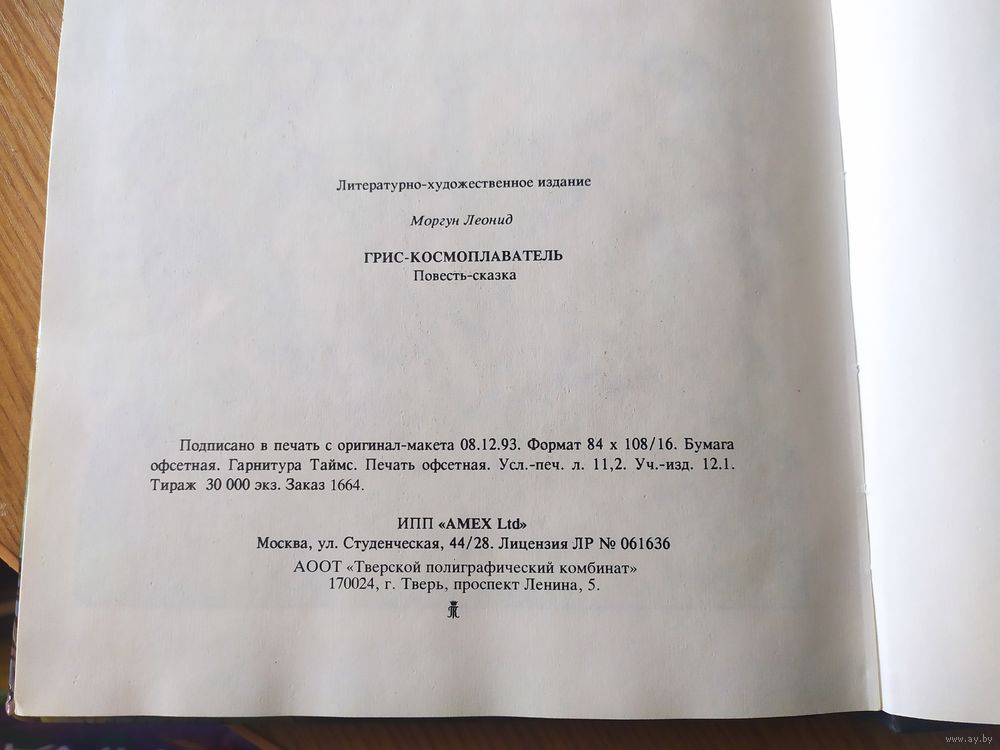 Литературно-художественное издание
Моргун Леонид
ГРИС-КОСМОПЛАВАТЕЛЬ
Повесть-сказка
Подписано в печать с оригинал-макета 08.12.93. Формат 84 х 108/16. Бумага
офсетная. Гарнитура Таймс. Печать офсетная. Усл.-печ. л. 11,2. Уч.-изд. 12.1.
Тираж 30 000 экз. Заказ 1664.
ИПП «AMEX Ltd»
Москва, ул. Студенческая, 44/28. Лицензия ЛР № 061636
АООТ «Тверской полиграфический комбинат»
170024, г. Тверь, проспект Ленина, 5.
www.ay.by